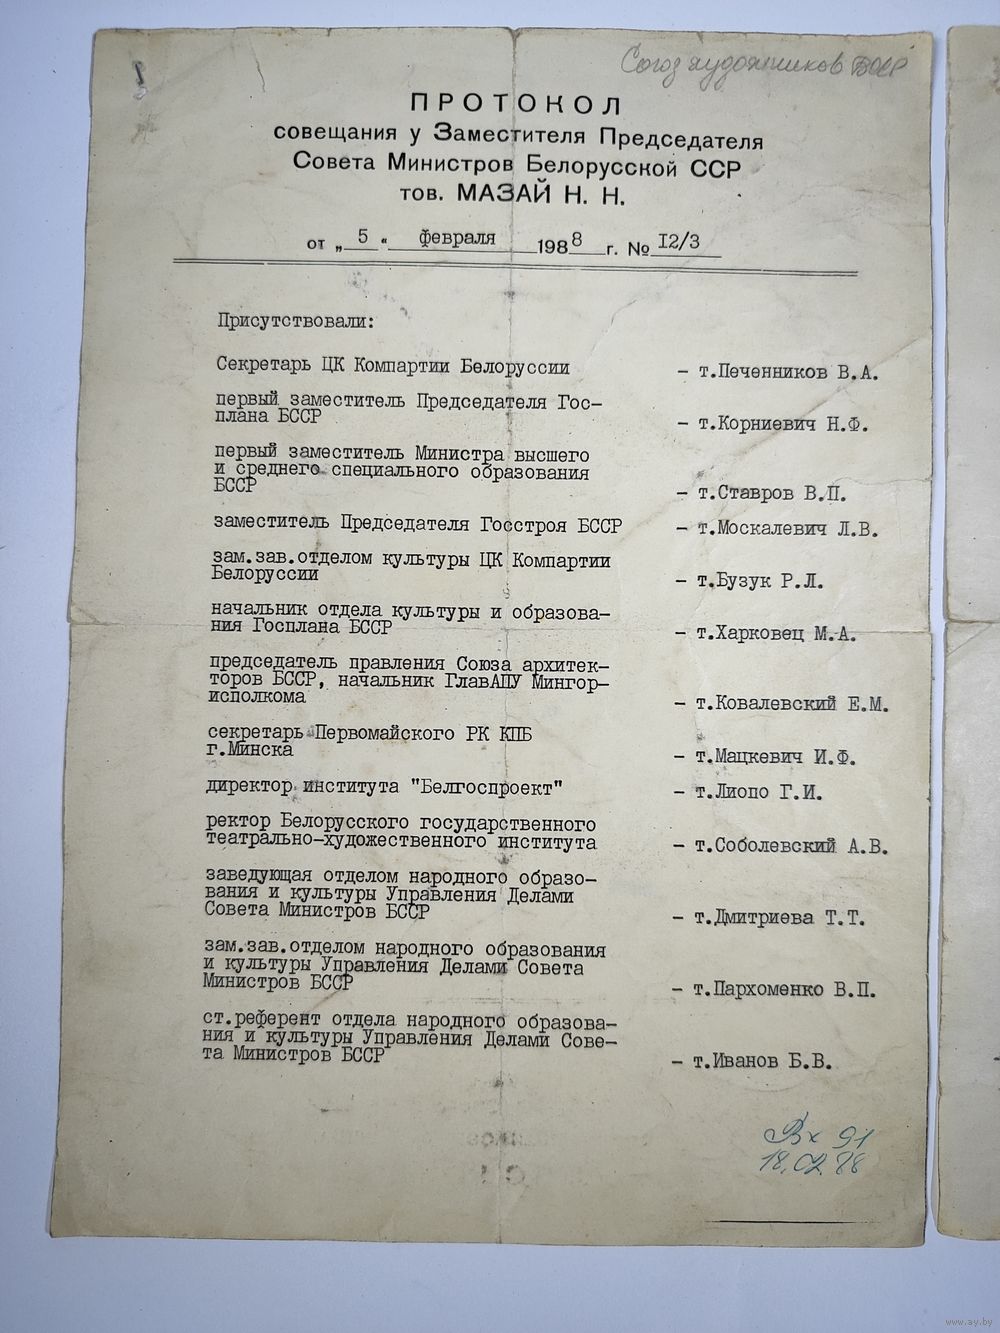 Союз художников БССР
ПРОТОКОЛ
совещания у Заместителя Председателя
Совета Министров Белорусской ССР
тов. МАЗАЙ Н. Н.
от „5“ февраля 1988 г. № I2/3
Присутствовали:
Секретарь ЦК Компартии Белоруссии – т.Печенников В.А.
первый заместитель Председателя Гос-
плана БССР – т.Корниевич Н.Ф.
первый заместитель Министра высшего
и среднего специального образования
БССР – т.Ставров В.П.
заместитель Председателя Госстроя БССР – т.Москалевич Л.В.
зам.зав.отделом культуры ЦК Компартии
Белоруссии – т.Бузук Р.Л.
начальник отдела культуры и образова-
ния Госплана БССР – т.Харковец М.А.
председатель правления Союза архитек-
торов БССР, начальник ГлавАПУ Мингор-
исполкома – т.Ковалевский Е.М.
секретарь Первомайского РК КПБ
г.Минска – т.Мацкевич И.Ф.
директор института "Белгоспроект" – т.Лиопо Г.И.
ректор Белорусского государственного
театрально-художественного института – т.Соболевский А.В.
заведующая отделом народного образо-
вания и культуры Управления Делами
Совета Министров БССР – т.Дмитриева Т.Т.
зам.зав.отделом народного образования
и культуры Управления Делами Совета
Министров БССР – т.Пархоменко В.П.
ст.референт отдела народного образова-
ния и культуры Управления Делами Сове-
та Министров БССР – т.Иванов Б.В.
Вх 91
18.02.88
www.ay.by